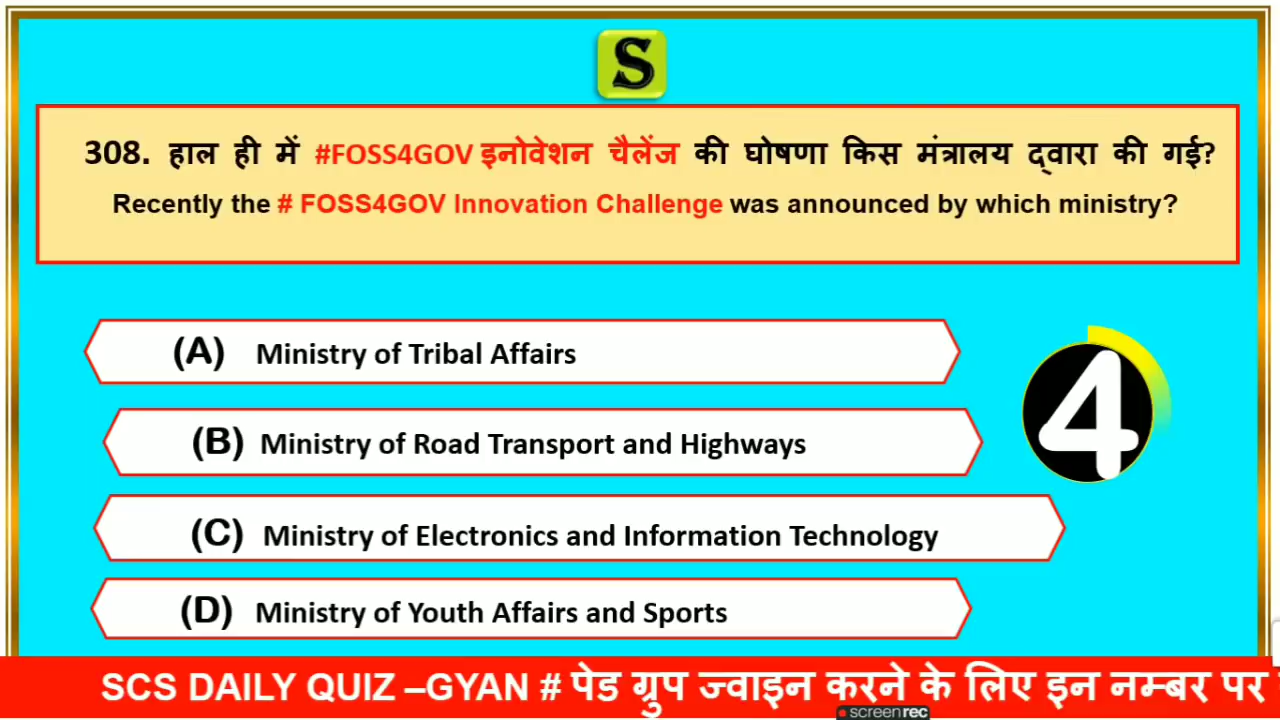 S
308. हाल ही में #FOSS4GOV इनोवेशन चैलेंज की घोषणा किस मंत्रालय द्वारा की गई?
Recently the # FOSS4GOV Innovation Challenge was announced by which ministry?
(A) Ministry of Tribal Affairs
4
(B) Ministry of Road Transport and Highways
(C) Ministry of Electronics and Information Technology
(D) Ministry of Youth Affairs and Sports
SCS DAILY QUIZ –GYAN # पेड ग्रुप ज्वाइन करने के लिए इन नम्बर पर
screenrec